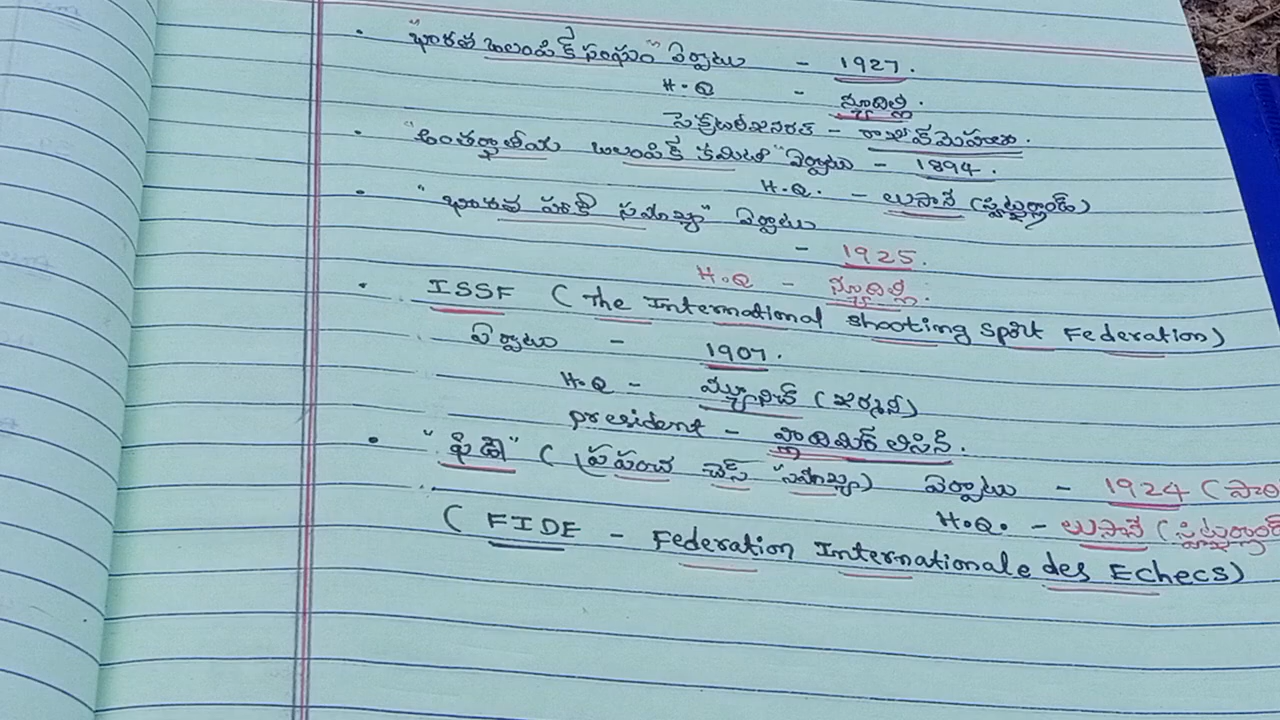 "భారత ఒలంపిక్ సంఘం" ఏర్పాటు - 1927.
H.Q - న్యూఢిల్లీ.
సెక్రటరీ జనరల్ - రాజీవ్ మెహతా.
"అంతర్జాతీయ ఒలంపిక్ కమిటీ" ఏర్పాటు - 1894.
H.Q. - లుసానే (స్విట్జర్లాండ్)
"భారత హాకీ సమాఖ్య" ఏర్పాటు
- 1925.
H.Q - న్యూఢిల్లీ.
ISSF (The International Shooting Sport Federation)
ఏర్పాటు - 1907.
H.Q - మ్యూనిచ్ (జర్మనీ)
president - వ్లాదిమిర్ లిసిన్.
"ఫిడే" (ప్రపంచ చెస్ సమాఖ్య) ఏర్పాటు - 1924 (పారి
H.Q. - లుసానే (స్విట్జర్లాండ్
(FIDE - Federation Internationale des Echecs)